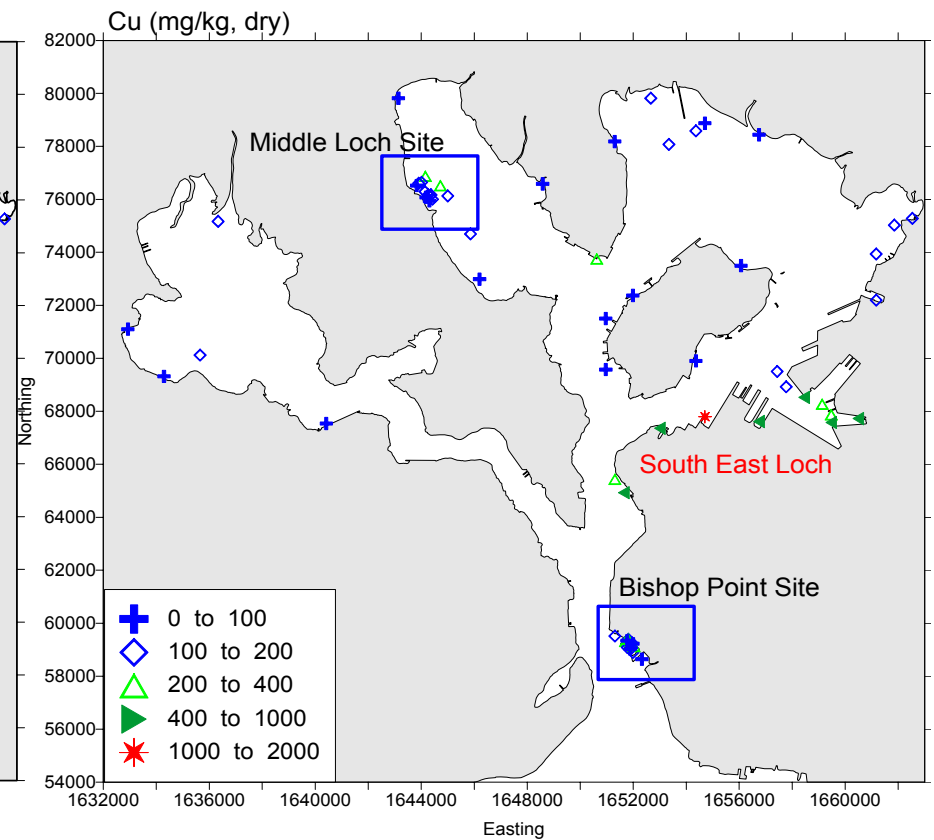 Cu (mg/kg, dry)
82000
80000
78000
76000
74000
72000
70000
68000
66000
64000
62000
60000
58000
56000
54000
Northing
Middle Loch Site
South East Loch
Bishop Point Site
0 to 100
100 to 200
200 to 400
400 to 1000
1000 to 2000
1632000 1636000 1640000 1644000 1648000 1652000 1656000 1660000
Easting